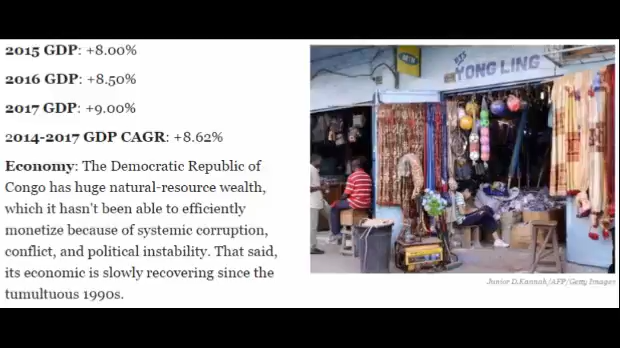 2015 GDP: +8.00%
2016 GDP: +8.50%
2017 GDP: +9.00%
2014-2017 GDP CAGR: +8.62%
Economy: The Democratic Republic of
Congo has huge natural-resource wealth,
which it hasn't been able to efficiently
monetize because of systemic corruption,
conflict, and political instability. That said,
its economic is slowly recovering since the
tumultuous 1990s.
YONG LING
Junior D.Kannah/AFP/Getty Images